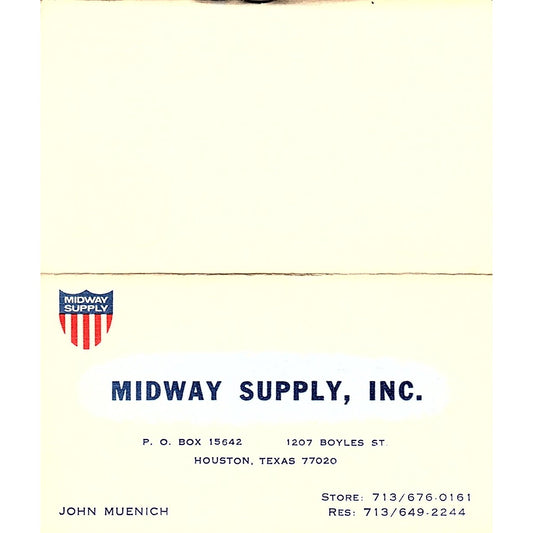 MIDWAY
SUPPLY
MIDWAY SUPPLY, INC.
P. O. BOX 15642 1207 BOYLES ST.
HOUSTON, TEXAS 77020
STORE: 713/676-0161
JOHN MUENICH RES: 713/649-2244